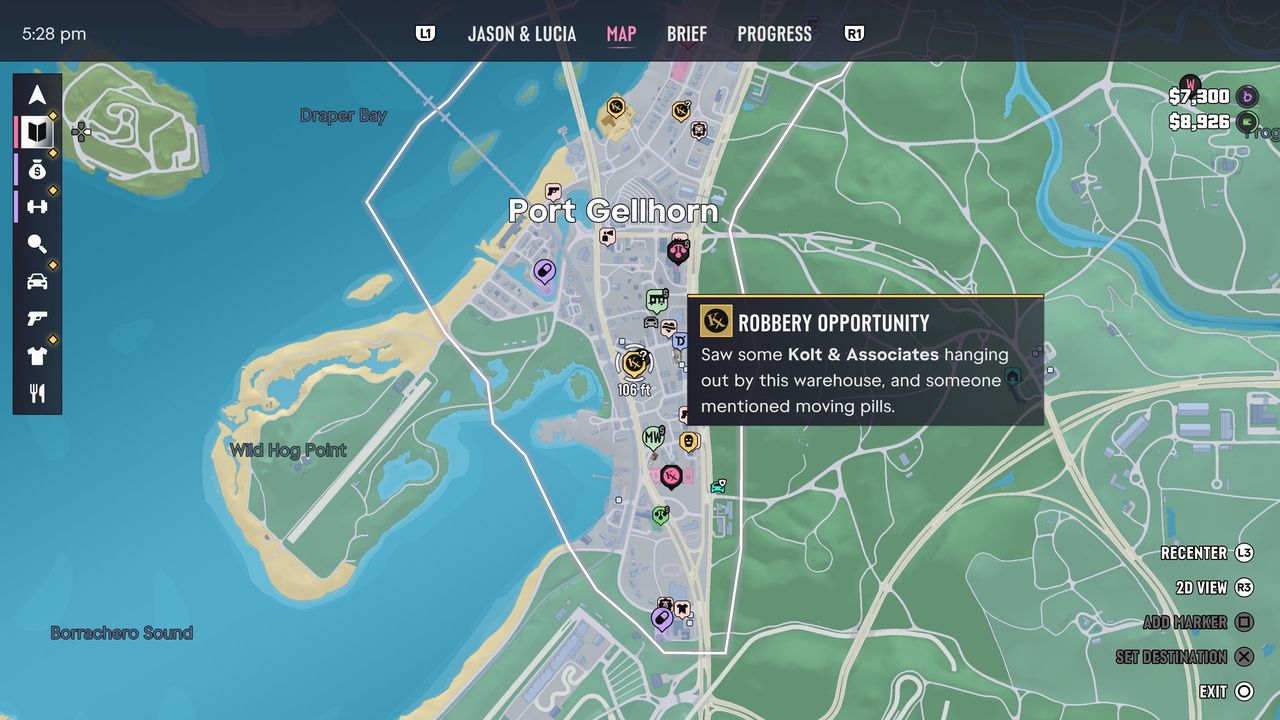 5:28 pm
L1
JASON & LUCIA
MAP
BRIEF
PROGRESS
R1
W
$7,300
$8,926
Draper Bay
Port Gellhorn
ROBBERY OPPORTUNITY
Saw some Kolt & Associates hanging
out by this warehouse, and someone
mentioned moving pills.
106 ft
MW
Wild Hog Point
Borrachero Sound
RECENTER L3
2D VIEW R3
ADD MARKER
SET DESTINATION
EXIT